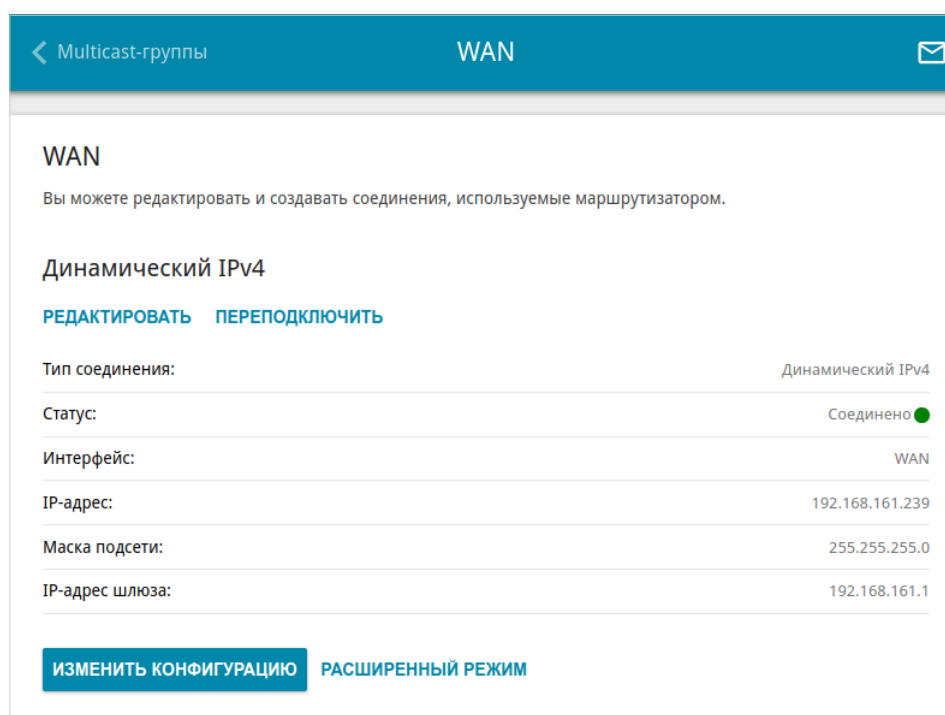 Multicast-группы WAN
WAN
Вы можете редактировать и создавать соединения, используемые маршрутизатором.
Динамический IPv4
РЕДАКТИРОВАТЬ ПЕРЕПОДКЛЮЧИТЬ
Тип соединения: Динамический IPv4
Статус: Соединено
Интерфейс: WAN
IP-адрес: 192.168.161.239
Маска подсети: 255.255.255.0
IP-адрес шлюза: 192.168.161.1
ИЗМЕНИТЬ КОНФИГУРАЦИЮ РАСШИРЕННЫЙ РЕЖИМ